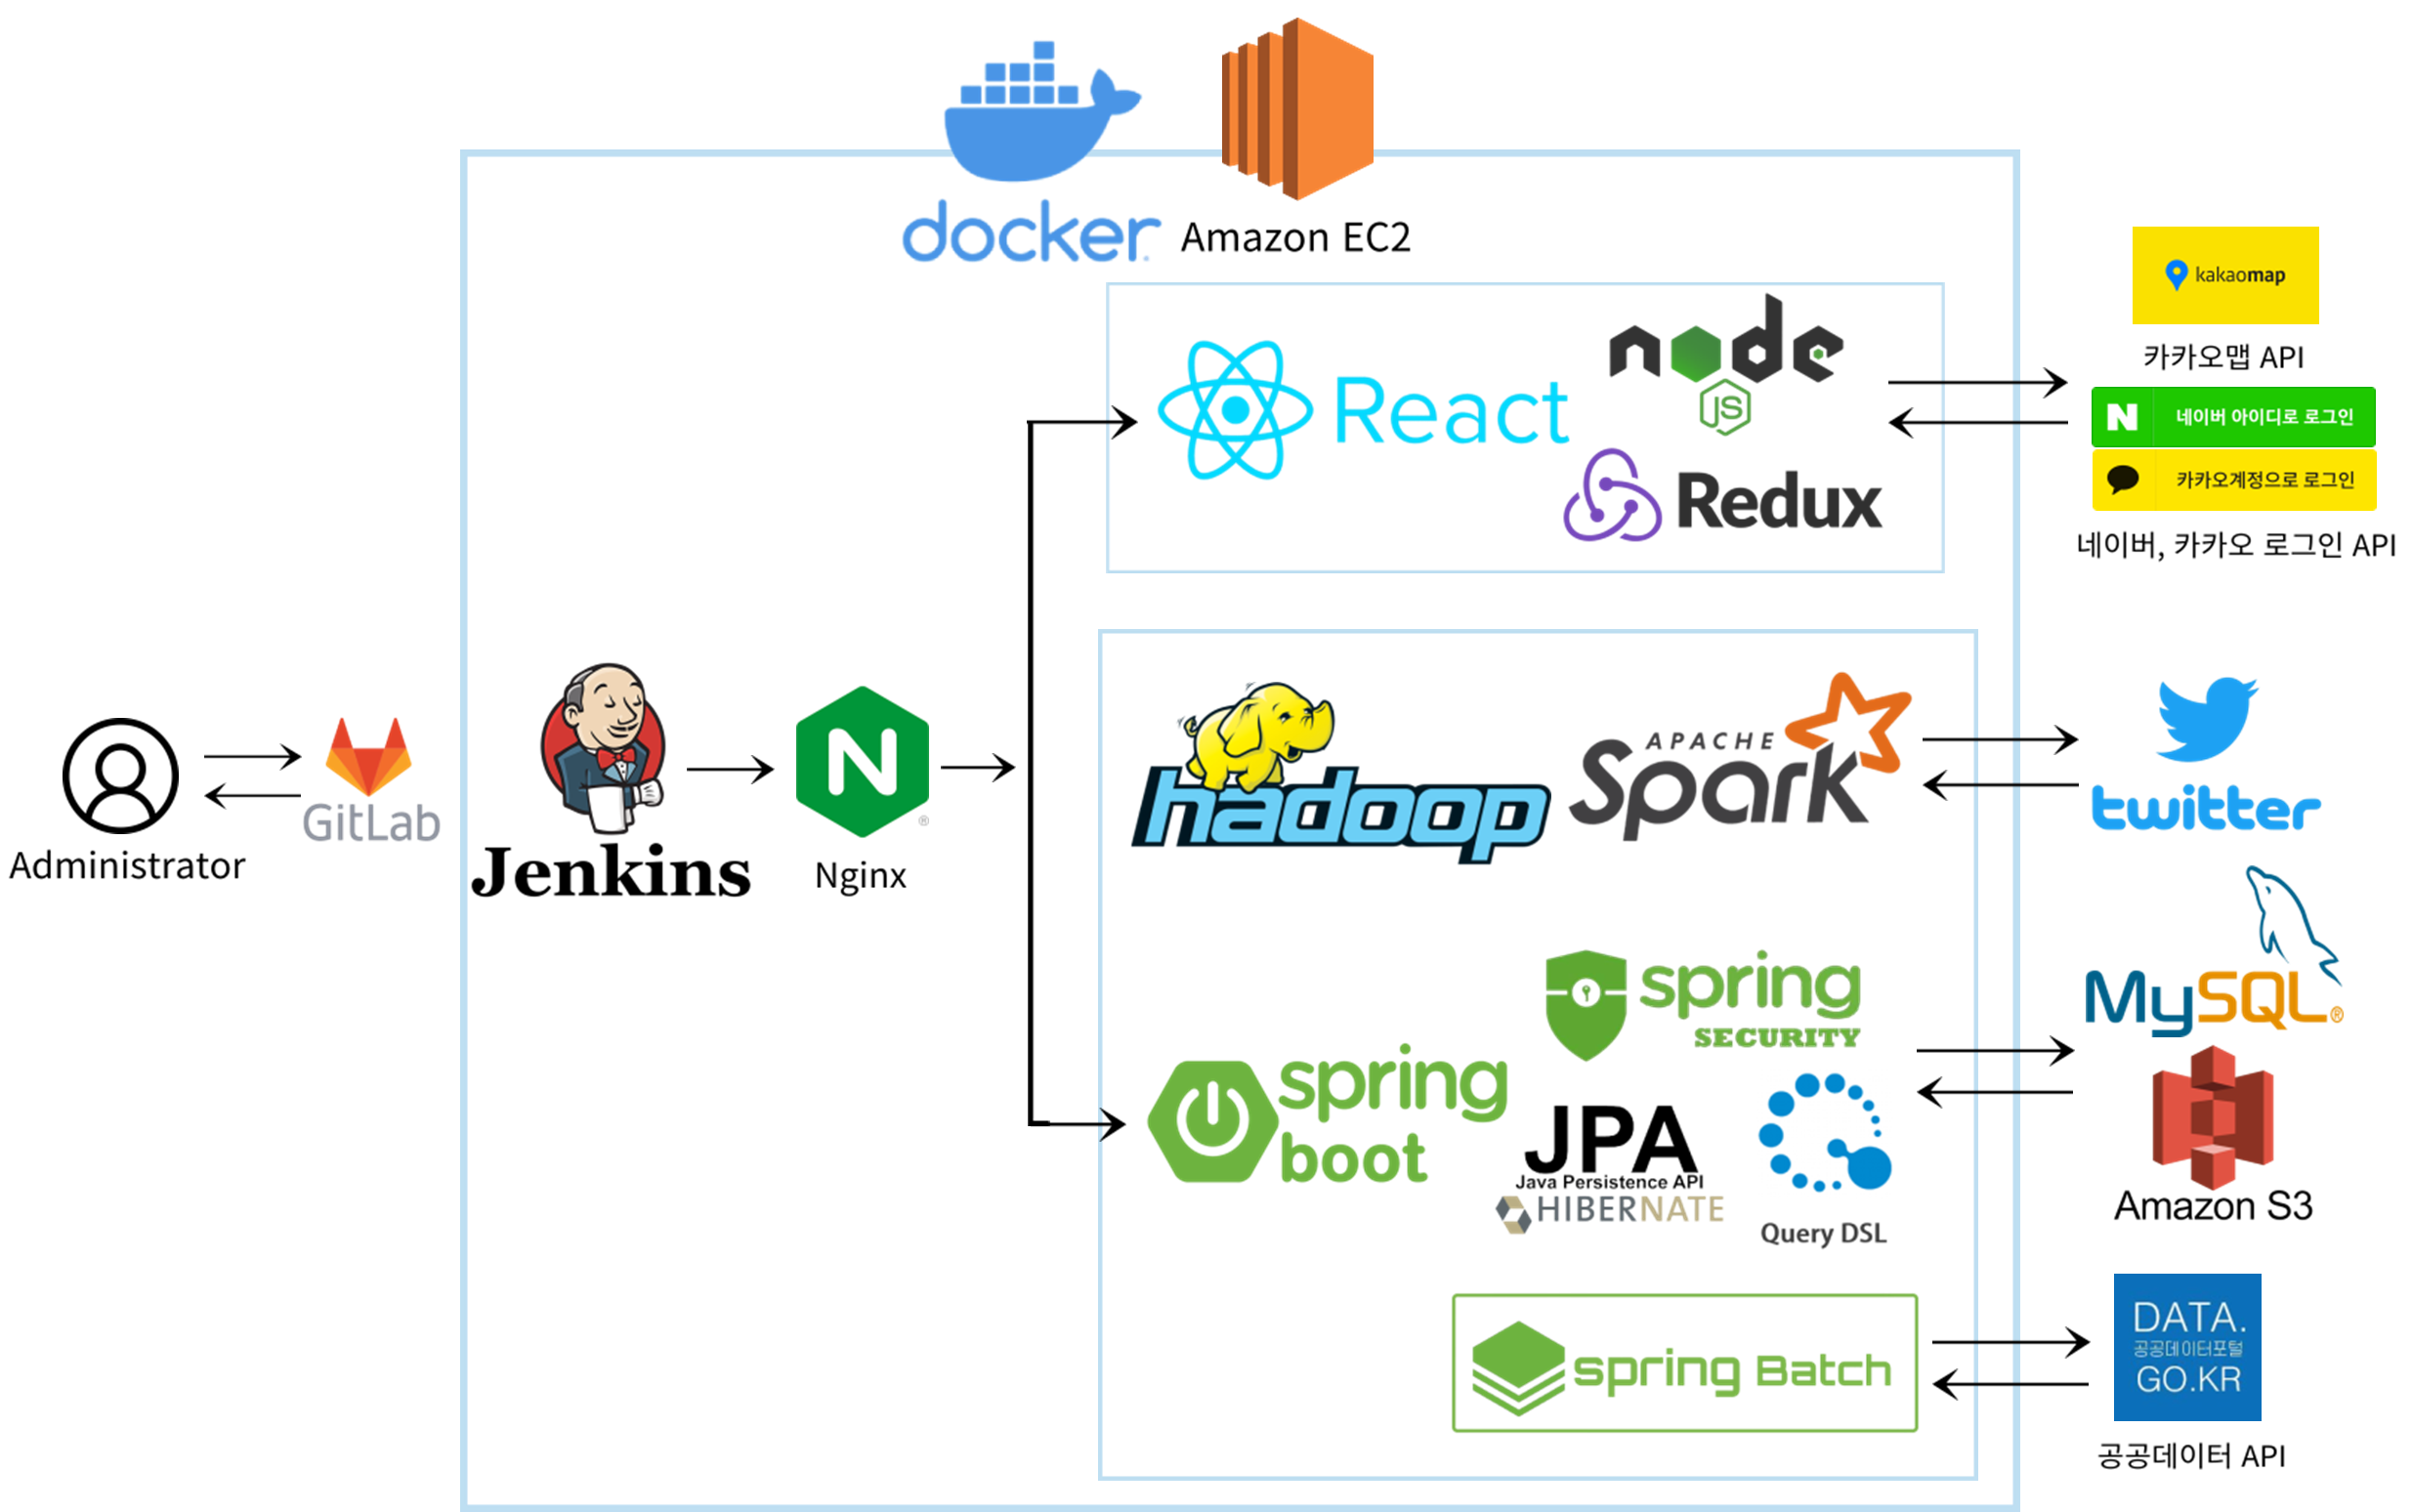 docker
Amazon EC2
kakaomap
카카오맵 API
네이버 아이디로 로그인
카카오계정으로 로그인
네이버, 카카오 로그인 API
React
node
JS
Redux
Administrator
GitLab
Jenkins
N
Nginx
hadoop
APACHE
Spark
twitter
MySQL®
Amazon S3
spring
SECURITY
spring
boot
JPA
Java Persistence API
HIBERNATE
Query DSL
spring Batch
DATA.
공공데이터포털
GO.KR
공공데이터 API